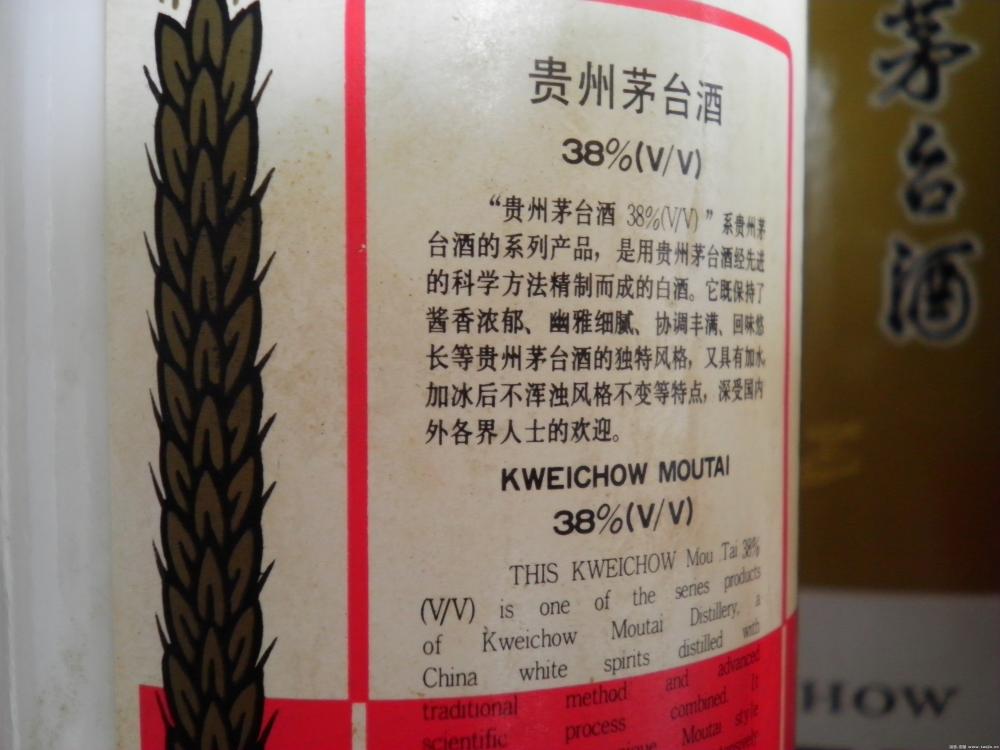 贵州茅台酒
38%(V/V)
“贵州茅台酒 38%(V/V)”系贵州茅
台酒的系列产品，是用贵州茅台酒经先进
的科学方法精制而成的白酒。它既保持了
酱香浓郁、幽雅细腻、协调丰满、回味悠
长等贵州茅台酒的独特风格，又具有加水
加冰后不浑浊风格不变等特点，深受国内
外各界人士的欢迎。
KWEICHOW MOUTAI
38%(V/V)
THIS KWEICHOW Mou Tai 38%
(V/V) is one of the series products
of Kweichow Moutai Distillery, a
China white spirits distilled with
traditional method and advanced
scientific process combined. It
Moutai style
茅台酒
HOW